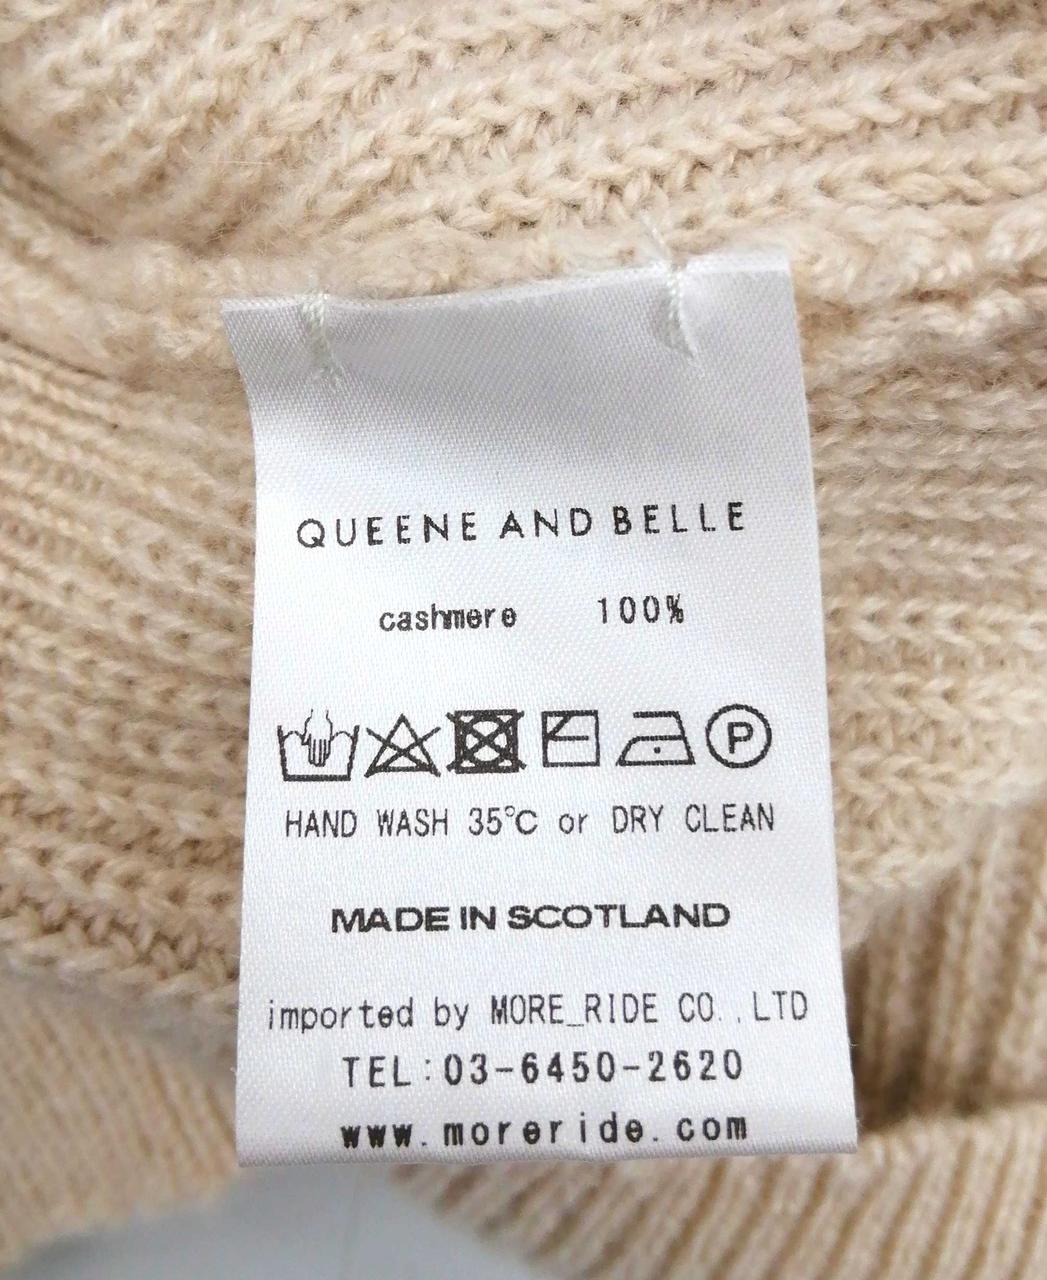 QUEENE AND BELLE
cashmere 100%
P
HAND WASH 35℃ or DRY CLEAN
MADE IN SCOTLAND
imported by MORE_RIDE CO.,LTD
TEL:03-6450-2620
www.moreride.com